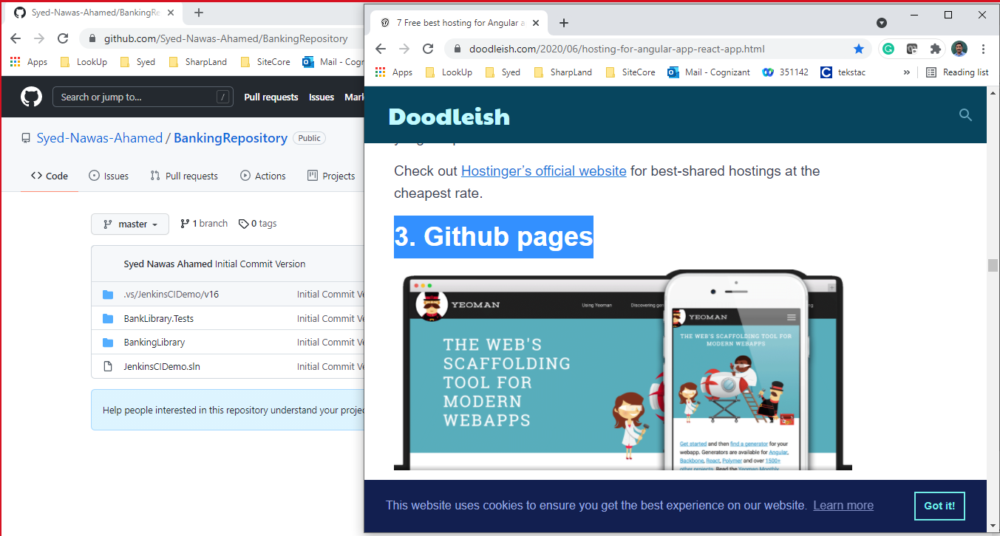 Syed-Nawas-Ahamed/BankingRe
github.com/Syed-Nawas-Ahamed/BankingRepository
Apps LookUp Syed SharpLand SiteCore Mail - Cogn
Search or jump to... /
Pull requests Issues Mark
Syed-Nawas-Ahamed / BankingRepository Public
Code Issues Pull requests Actions Projects
master 1 branch 0 tags
Syed Nawas Ahamed Initial Commit Version
.vs/JenkinsCIDemo/v16 Initial Commit Ve
BankLibrary.Tests Initial Commit Ve
BankingLibrary Initial Commit Ve
JenkinsCIDemo.sln Initial Commit Ve
Help people interested in this repository understand your projec
7 Free best hosting for Angular a
doodleish.com/2020/06/hosting-for-angular-app-react-app.html
Apps LookUp Syed SharpLand SiteCore Mail - Cognizant 351142 tekstac » Reading list
Doodleish
Check out Hostinger’s official website for best-shared hostings at the
cheapest rate.
3. Github pages
YEOMAN Using Yeoman Discovering gen
THE WEB'S
SCAFFOLDING
TOOL FOR
MODERN
WEBAPPS
YEOMAN
THE WEB'S SCAFFOLDING TOOL FOR
MODERN WEBAPPS
Get started and then find a generator for your
webapp. Generators are available for Angular,
Backbone, React, Polymer and over 1500+
other projects. Read the Yeoman Monthly
This website uses cookies to ensure you get the best experience on our website. Learn more
Got it!